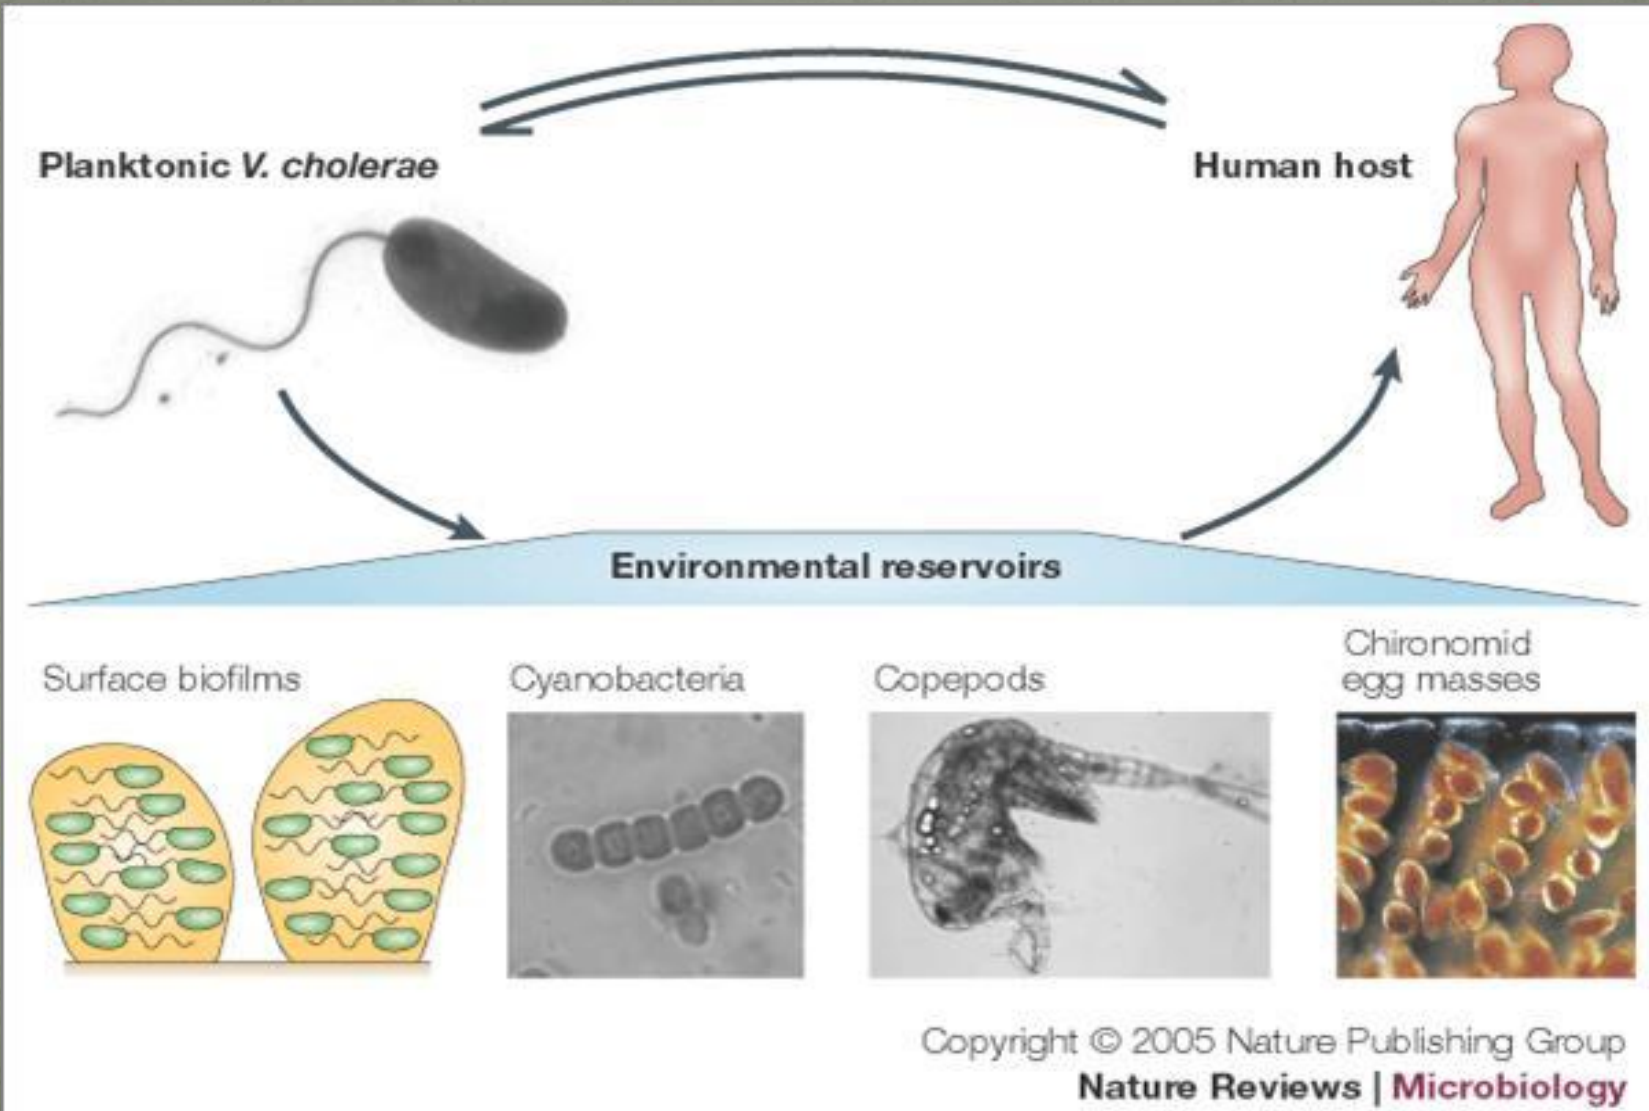 Planktonic V. cholerae
Human host
Environmental reservoirs
Surface biofilms
Cyanobacteria
Copepods
Chironomid
egg masses
Copyright © 2005 Nature Publishing Group
Nature Reviews | Microbiology